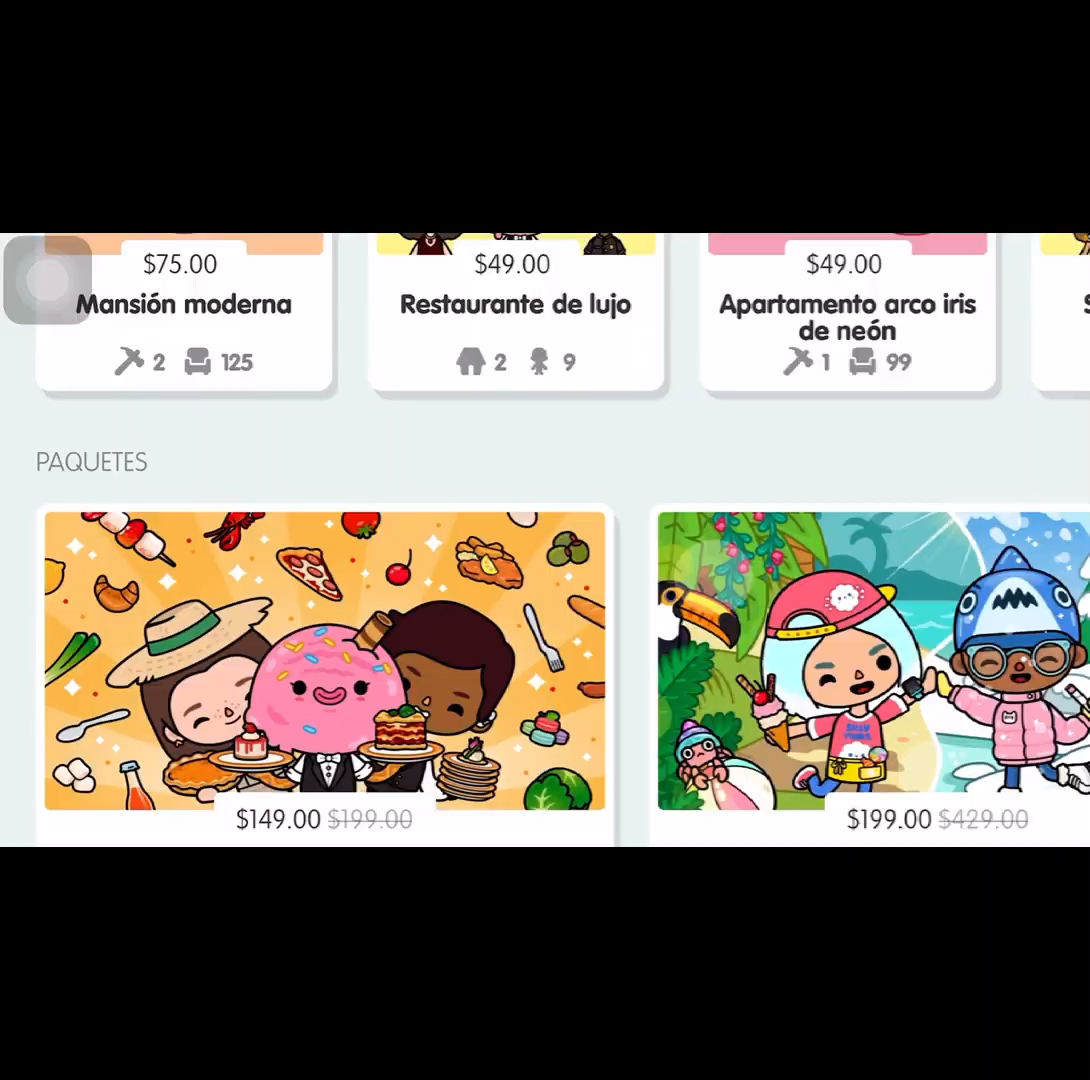 $75.00
Mansión moderna
2 125
$49.00
Restaurante de lujo
2 9
$49.00
Apartamento arco iris
de neón
1 99
PAQUETES
$149.00 $199.00
$199.00 $429.00